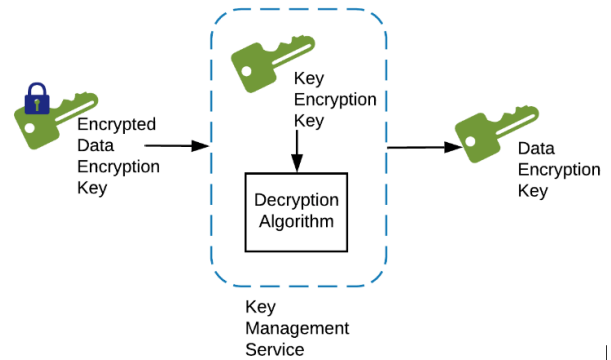 Encrypted
Data
Encryption
Key
Key
Encryption
Key
Decryption
Algorithm
Data
Encryption
Key
Key
Management
Service